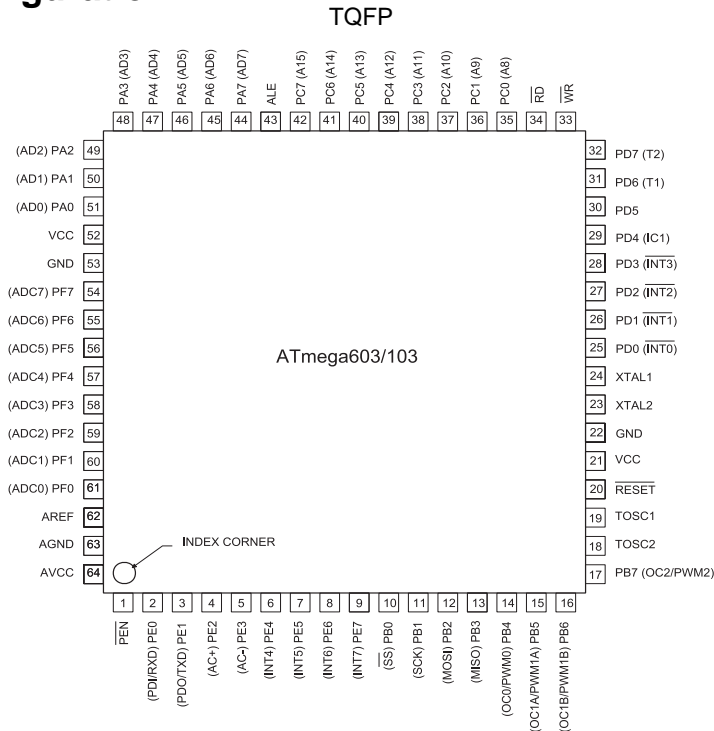 TQFP
PA3 (AD3)
PA4 (AD4)
PA5 (AD5)
PA6 (AD6)
PA7 (AD7)
ALE
PC7 (A15)
PC6 (A14)
PC5 (A13)
PC4 (A12)
PC3 (A11)
PC2 (A10)
PC1 (A9)
PC0 (A8)
RD
WR
48 47 46 45 44 43 42 41 40 39 38 37 36 35 34 33
(AD2) PA2 49
(AD1) PA1 50
(AD0) PA0 51
VCC 52
GND 53
(ADC7) PF7 54
(ADC6) PF6 55
(ADC5) PF5 56
(ADC4) PF4 57
(ADC3) PF3 58
(ADC2) PF2 59
(ADC1) PF1 60
(ADC0) PF0 61
AREF 62
AGND 63
AVCC 64
ATmega603/103
INDEX CORNER
32 PD7 (T2)
31 PD6 (T1)
30 PD5
29 PD4 (IC1)
28 PD3 (INT3)
27 PD2 (INT2)
26 PD1 (INT1)
25 PD0 (INT0)
24 XTAL1
23 XTAL2
22 GND
21 VCC
20 RESET
19 TOSC1
18 TOSC2
17 PB7 (OC2/PWM2)
1 2 3 4 5 6 7 8 9 10 11 12 13 14 15 16
PEN
(PDI/RXD) PE0
(PDO/TXD) PE1
(AC+) PE2
(AC-) PE3
(INT4) PE4
(INT5) PE5
(INT6) PE6
(INT7) PE7
(SS) PB0
(SCK) PB1
(MOSI) PB2
(MISO) PB3
(OC0/PWM0) PB4
(OC1A/PWM1A) PB5
(OC1B/PWM1B) PB6